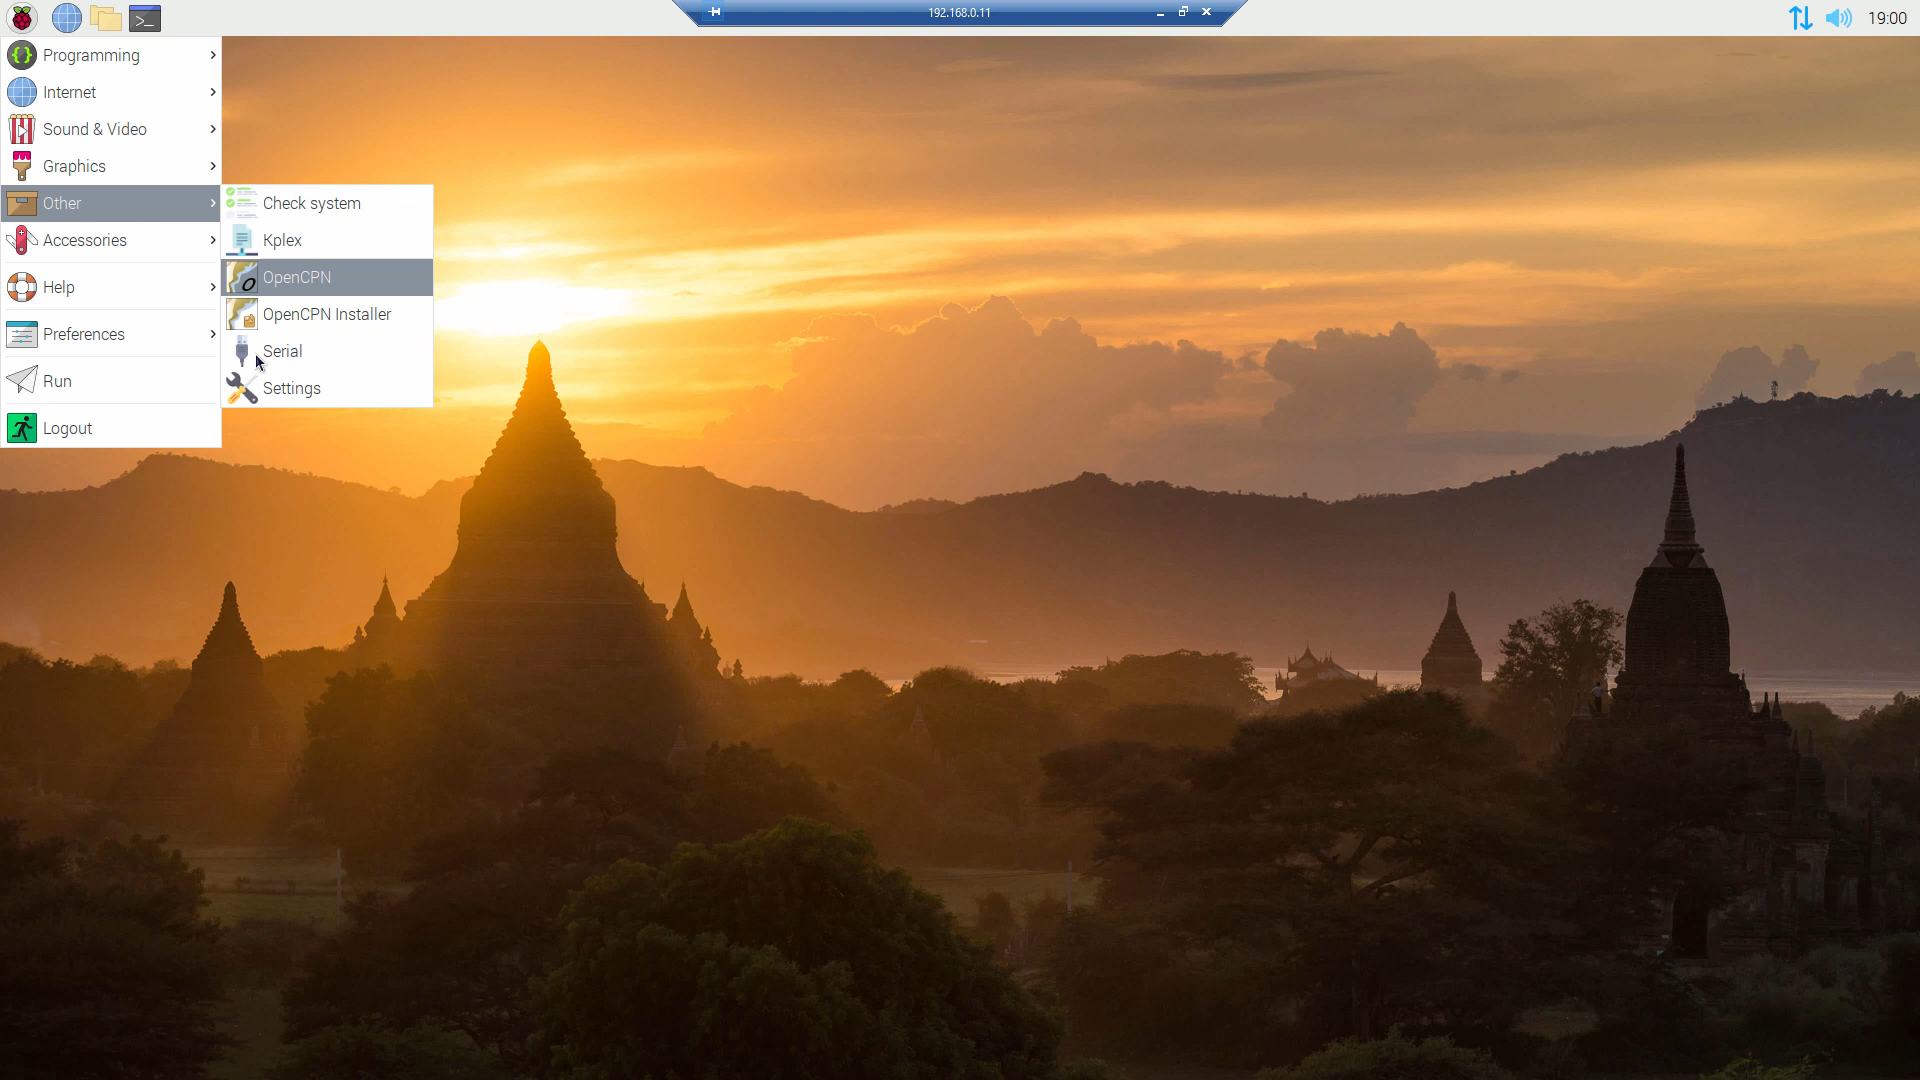 192.168.0.11
19:00
Programming
Internet
Sound & Video
Graphics
Other
Accessories
Help
Preferences
Run
Logout
Check system
Kplex
OpenCPN
OpenCPN Installer
Serial
Settings